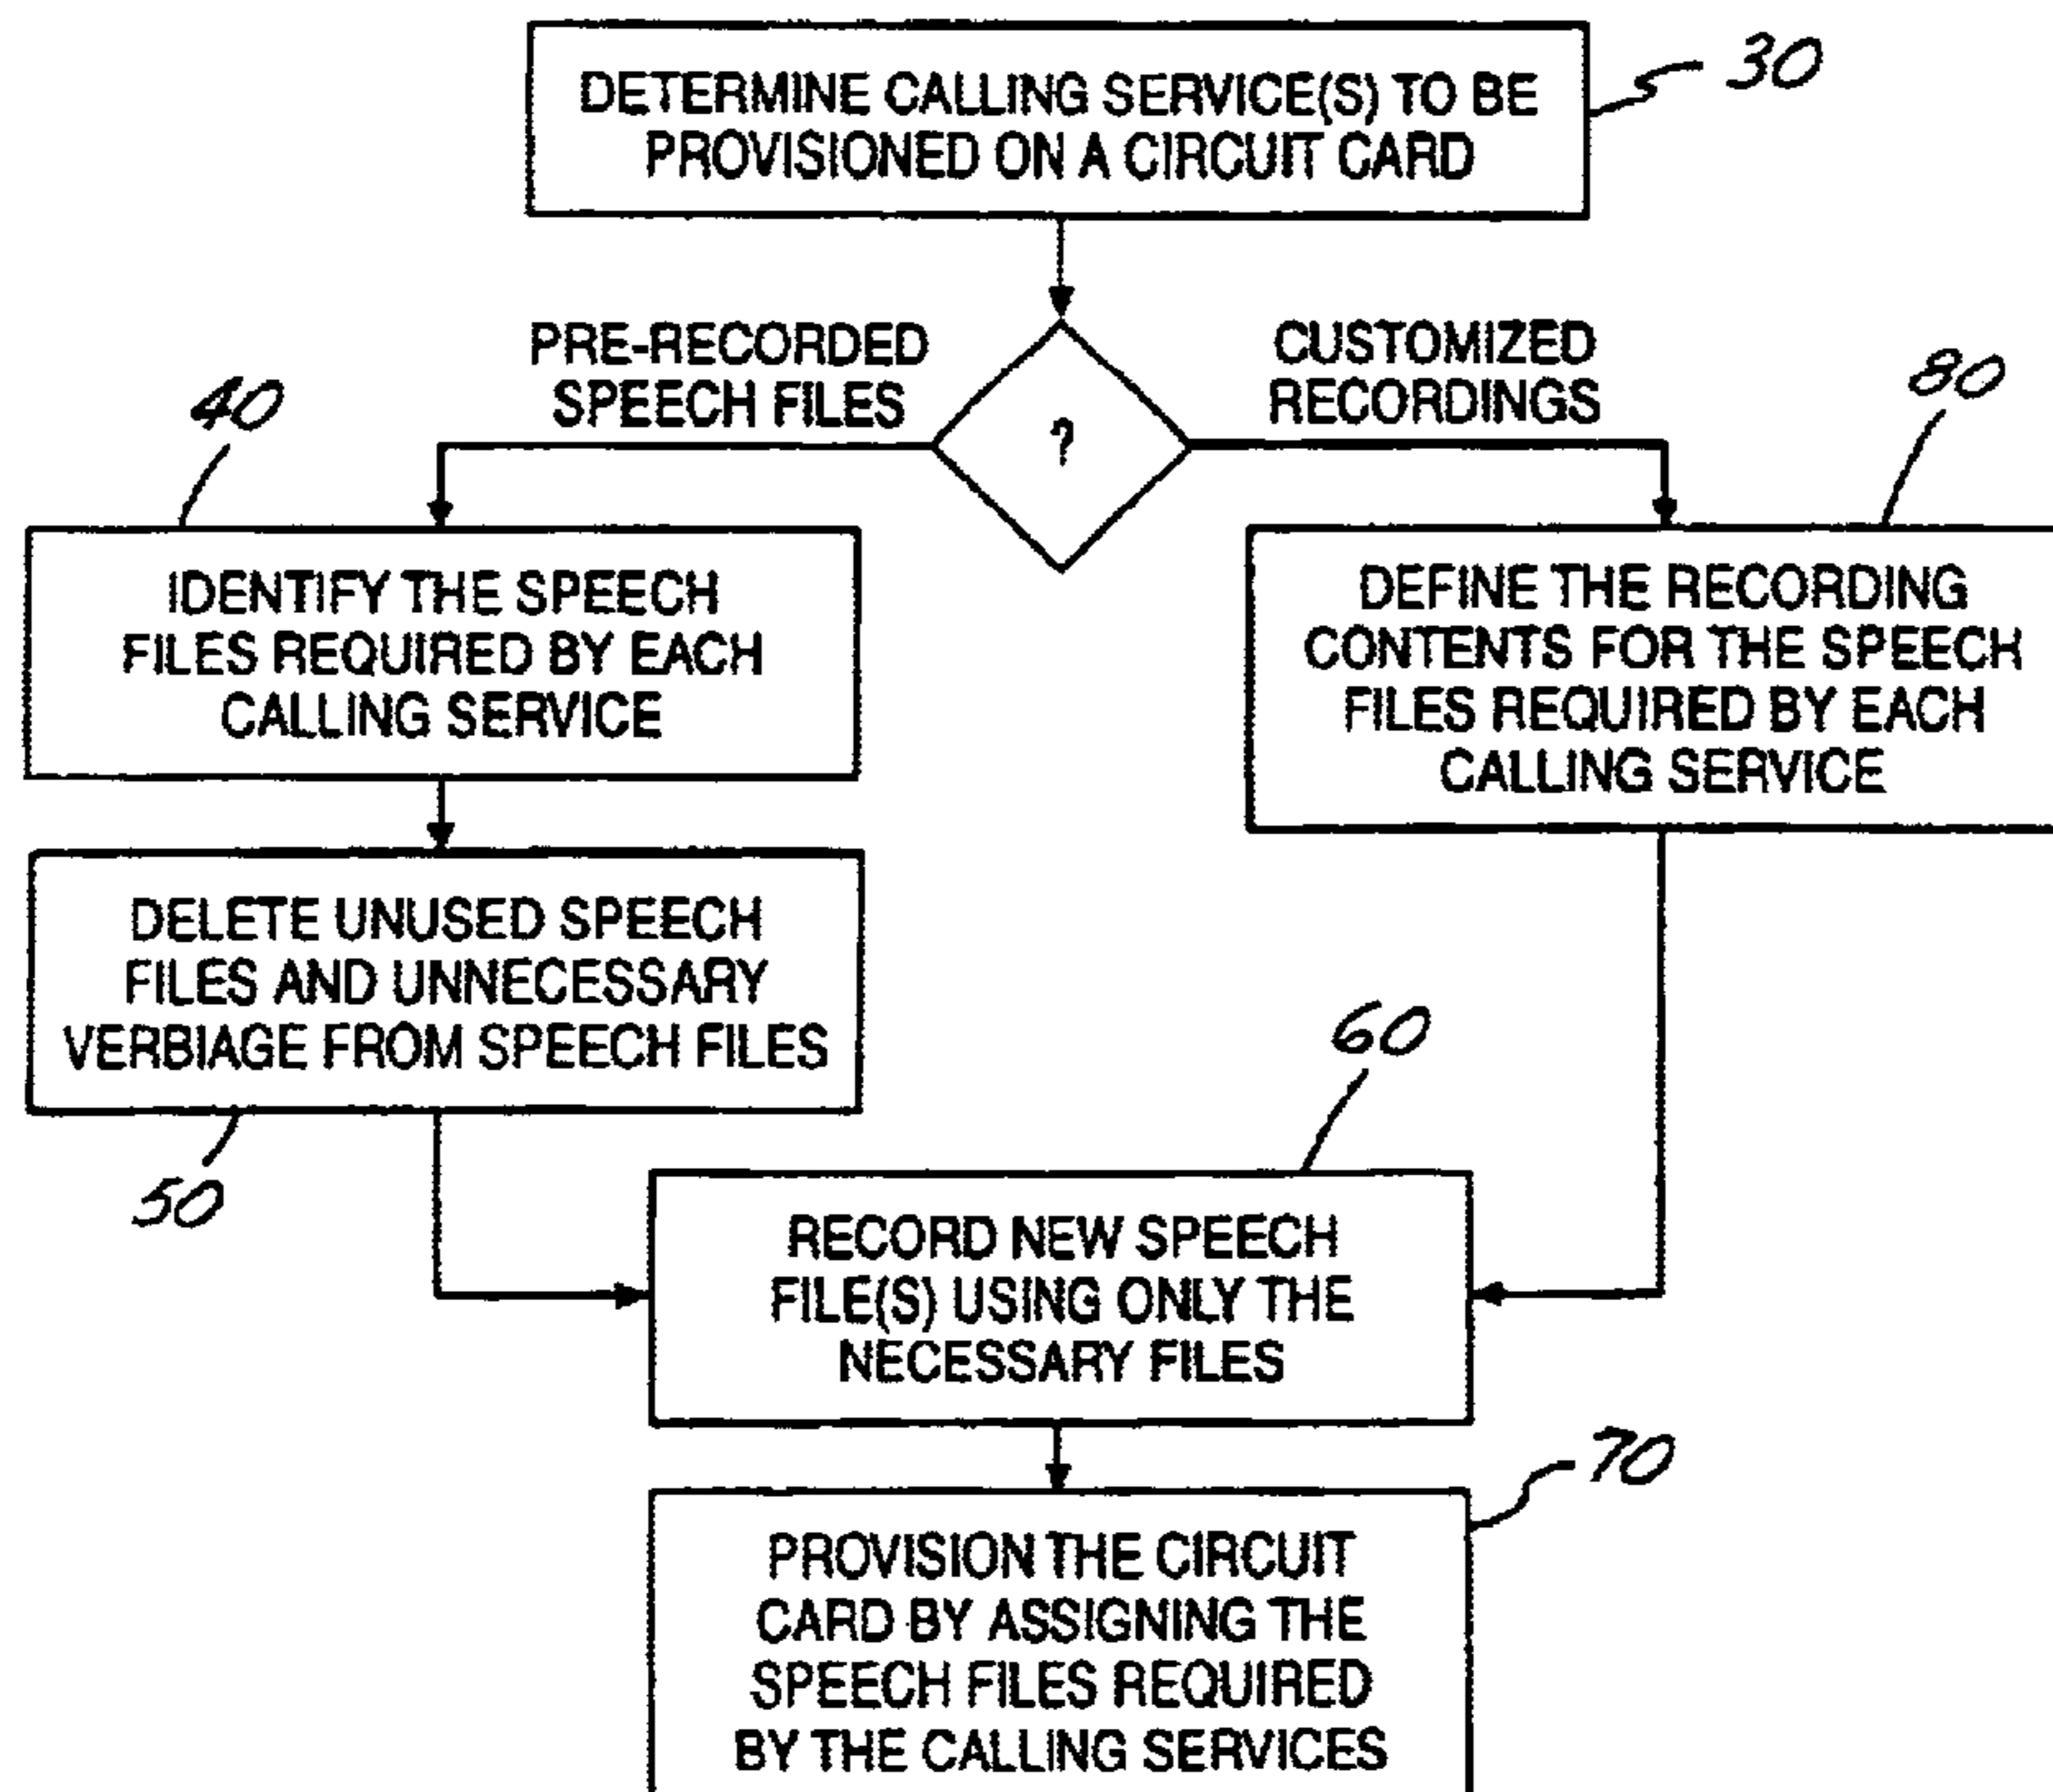 DETERMINE CALLING SERVICE(S) TO BE
PROVISIONED ON A CIRCUIT CARD
30
PRE-RECORDED
SPEECH FILES
?
CUSTOMIZED
RECORDINGS
40
80
IDENTIFY THE SPEECH
FILES REQUIRED BY EACH
CALLING SERVICE
DEFINE THE RECORDING
CONTENTS FOR THE SPEECH
FILES REQUIRED BY EACH
CALLING SERVICE
DELETE UNUSED SPEECH
FILES AND UNNECESSARY
VERBIAGE FROM SPEECH FILES
50
60
RECORD NEW SPEECH
FILE(S) USING ONLY THE
NECESSARY FILES
70
PROVISION THE CIRCUIT
CARD BY ASSIGNING THE
SPEECH FILES REQUIRED
BY THE CALLING SERVICES